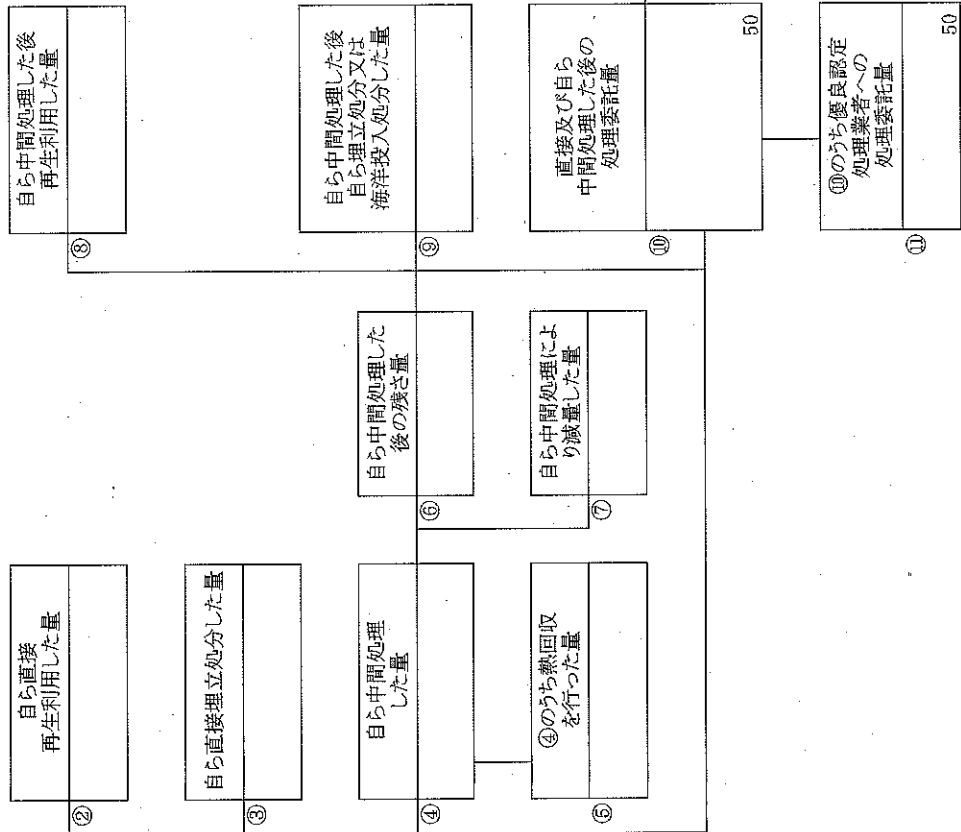 ②
自ら直接
再生利用した量
③
自ら直接埋立処分した量
④
自ら中間処理
した量
⑤
④のうち熱回収
を行った量
⑥
自ら中間処理した
後の残さ量
⑦
自ら中間処理によ
り減量した量
⑧
自ら中間処理した後
再生利用した量
⑨
自ら中間処理した後
自ら埋立処分又は
海洋投入処分した量
⑩
直接及び自ら
中間処理した後の
処理委託量
50
⑪
⑩のうち優良認定
処理業者への
処理委託量
50